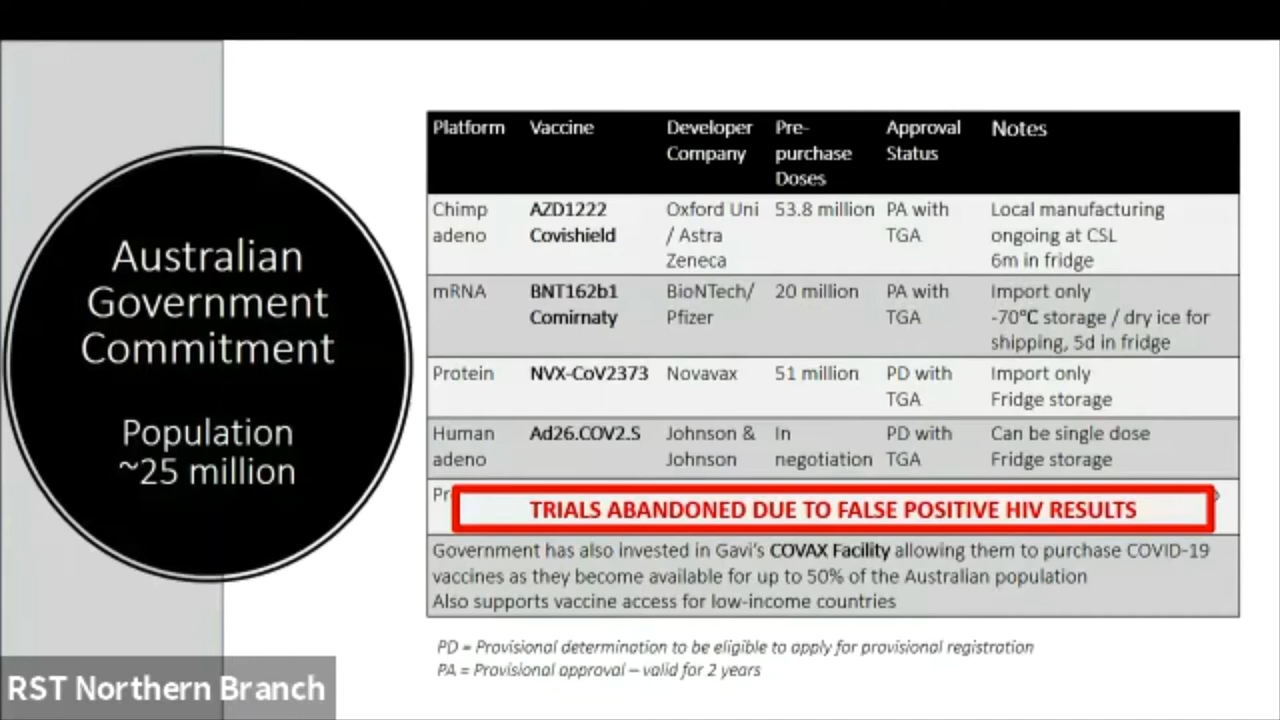 Australian
Government
Commitment
Population
~25 million
Platform Vaccine Developer Company Pre-purchase Doses Approval Status Notes
Chimp adeno AZD1222 Covishield Oxford Uni / Astra Zeneca 53.8 million PA with TGA Local manufacturing ongoing at CSL 6m in fridge
mRNA BNT162b1 Comirnaty BioNTech/ Pfizer 20 million PA with TGA Import only -70°C storage / dry ice for shipping, 5d in fridge
Protein NVX-CoV2373 Novavax 51 million PD with TGA Import only Fridge storage
Human adeno Ad26.COV2.S Johnson & Johnson In negotiation PD with TGA Can be single dose Fridge storage
TRIALS ABANDONED DUE TO FALSE POSITIVE HIV RESULTS
Government has also invested in Gavi's COVAX Facility allowing them to purchase COVID-19
vaccines as they become available for up to 50% of the Australian population
Also supports vaccine access for low-income countries
PD = Provisional determination to be eligible to apply for provisional registration
PA = Provisional approval – valid for 2 years
RST Northern Branch